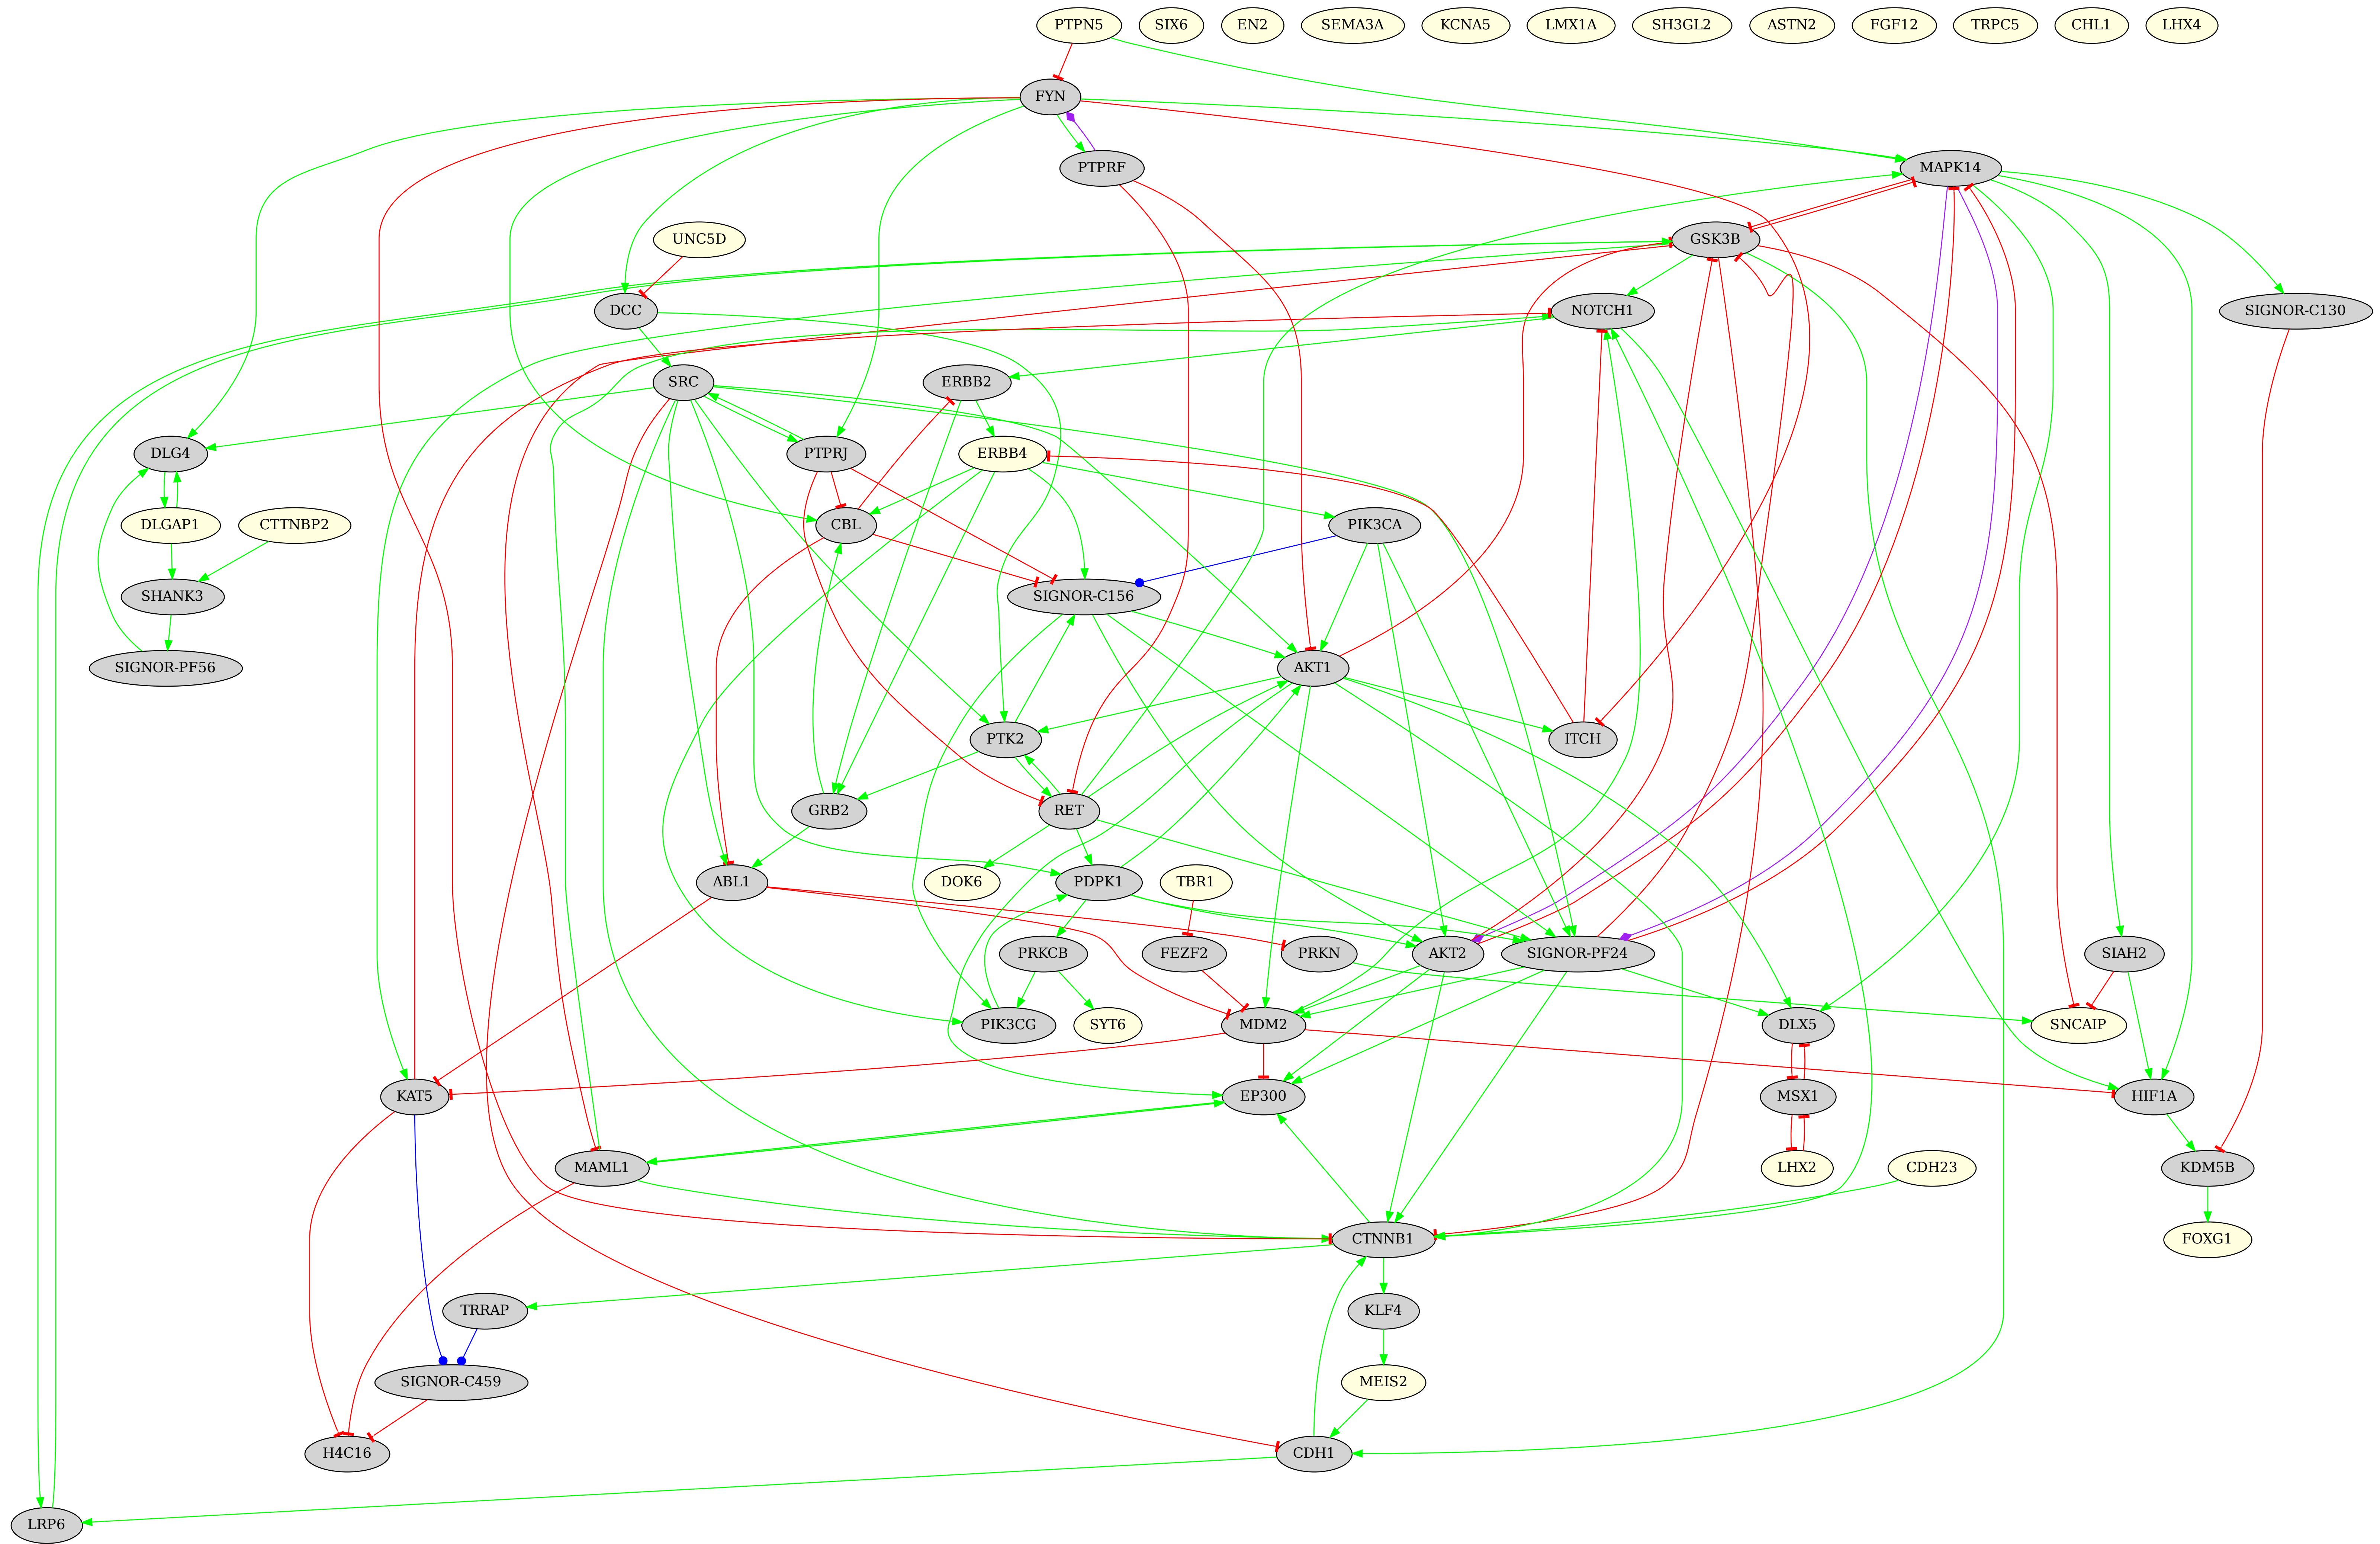 PTPN5 SIX6 EN2 SEMA3A KCNA5 LMX1A SH3GL2 ASTN2 FGF12 TRPC5 CHL1 LHX4
FYN
PTPRF MAPK14
UNC5D GSK3B
DCC NOTCH1 SIGNOR-C130
SRC ERBB2
DLG4 PTPRJ ERBB4
DLGAP1 CTTNBP2 CBL PIK3CA
SHANK3 SIGNOR-C156
SIGNOR-PF56 AKT1
PTK2 ITCH
GRB2 RET
ABL1 DOK6 PDPK1 TBR1
PRKCB FEZF2 PRKN AKT2 SIGNOR-PF24 SIAH2
PIK3CG SYT6 MDM2 DLX5 SNCAIP
KAT5 EP300 MSX1 HIF1A
MAML1 LHX2 CDH23 KDM5B
CTNNB1 FOXG1
TRRAP KLF4
SIGNOR-C459 MEIS2
H4C16 CDH1
LRP6